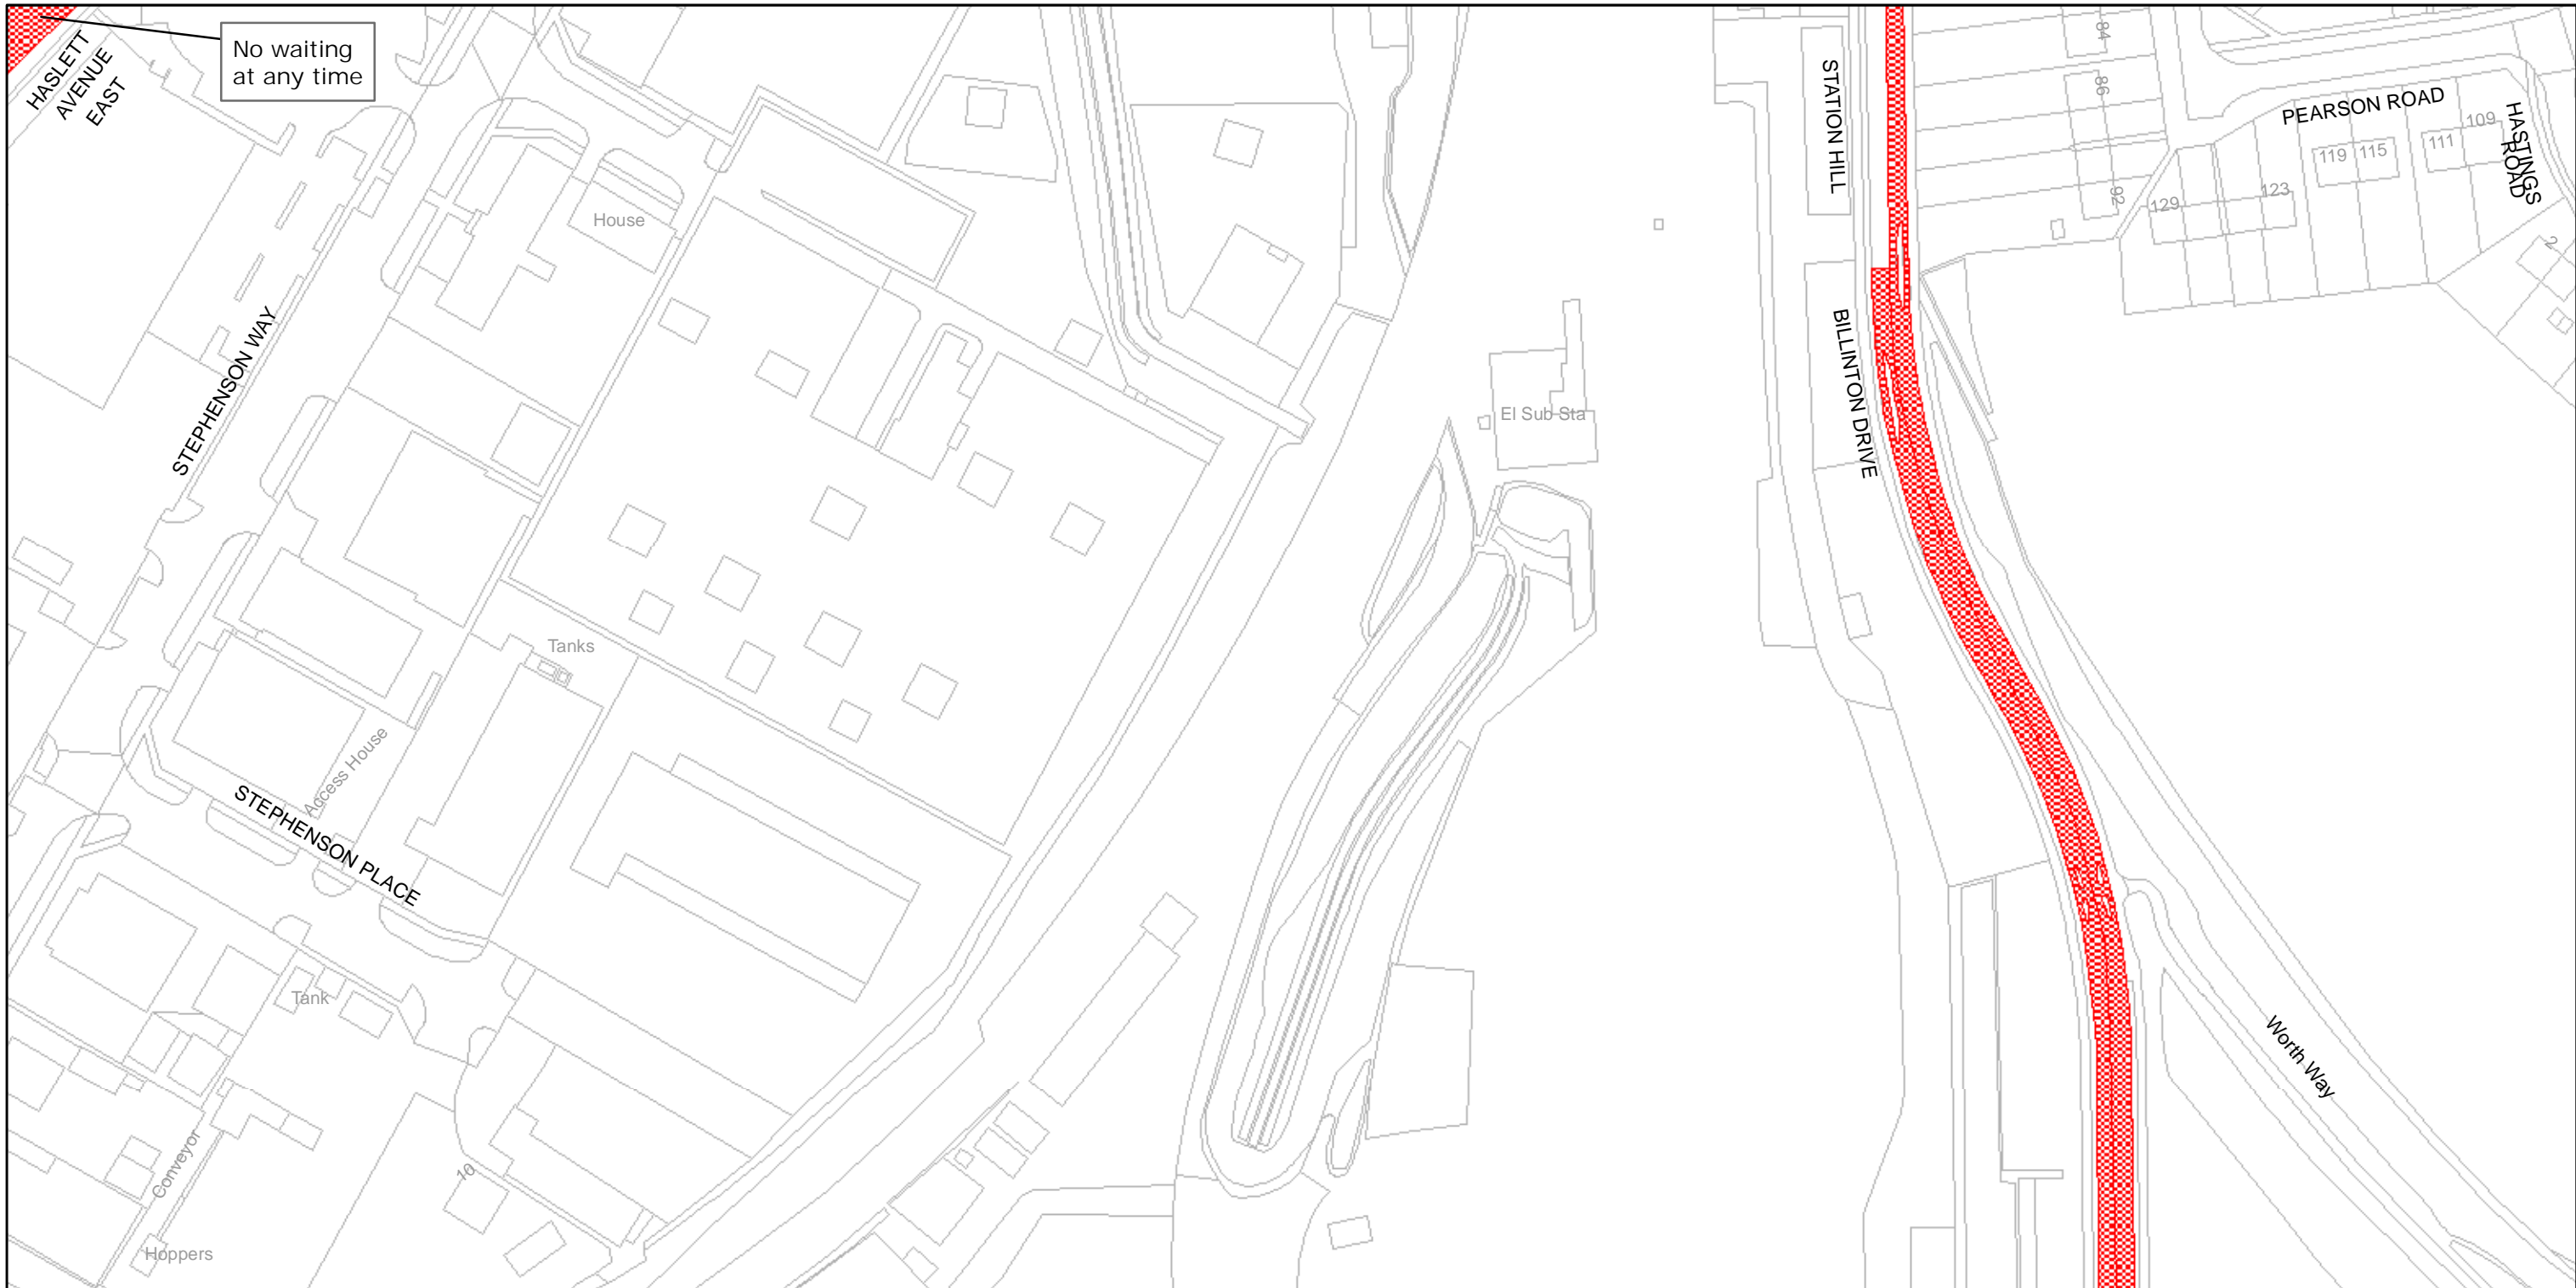 No waiting
at any time
HASLETT
AVENUE
EAST
STATION HILL
84
86
92
PEARSON ROAD
109
111
115
119
123
129
HASTINGS
ROAD
2
House
STEPHENSON WAY
BILLINTON DRIVE
El Sub Sta
Tanks
Access House
STEPHENSON PLACE
Tank
Worth Way
Conveyor
10
Hoppers